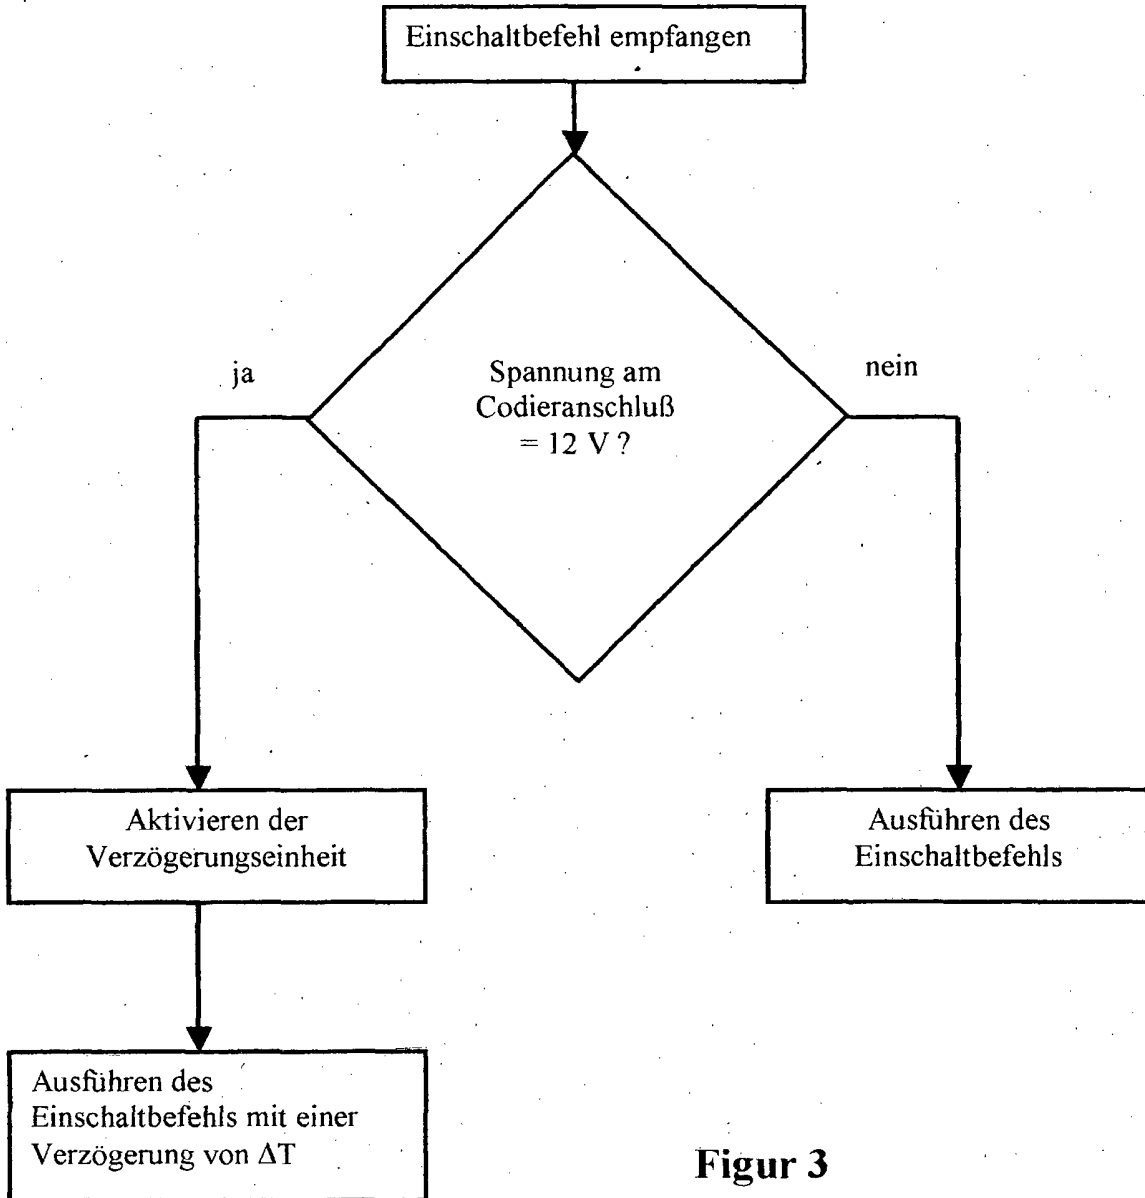 Einschaltbefehl empfangen
ja
nein
Spannung am
Codieranschluß
= 12 V ?
Aktivieren der
Verzögerungseinheit
Ausführen des
Einschaltbefehls
Ausführen des
Einschaltbefehls mit einer
Verzögerung von ΔT
Figur 3